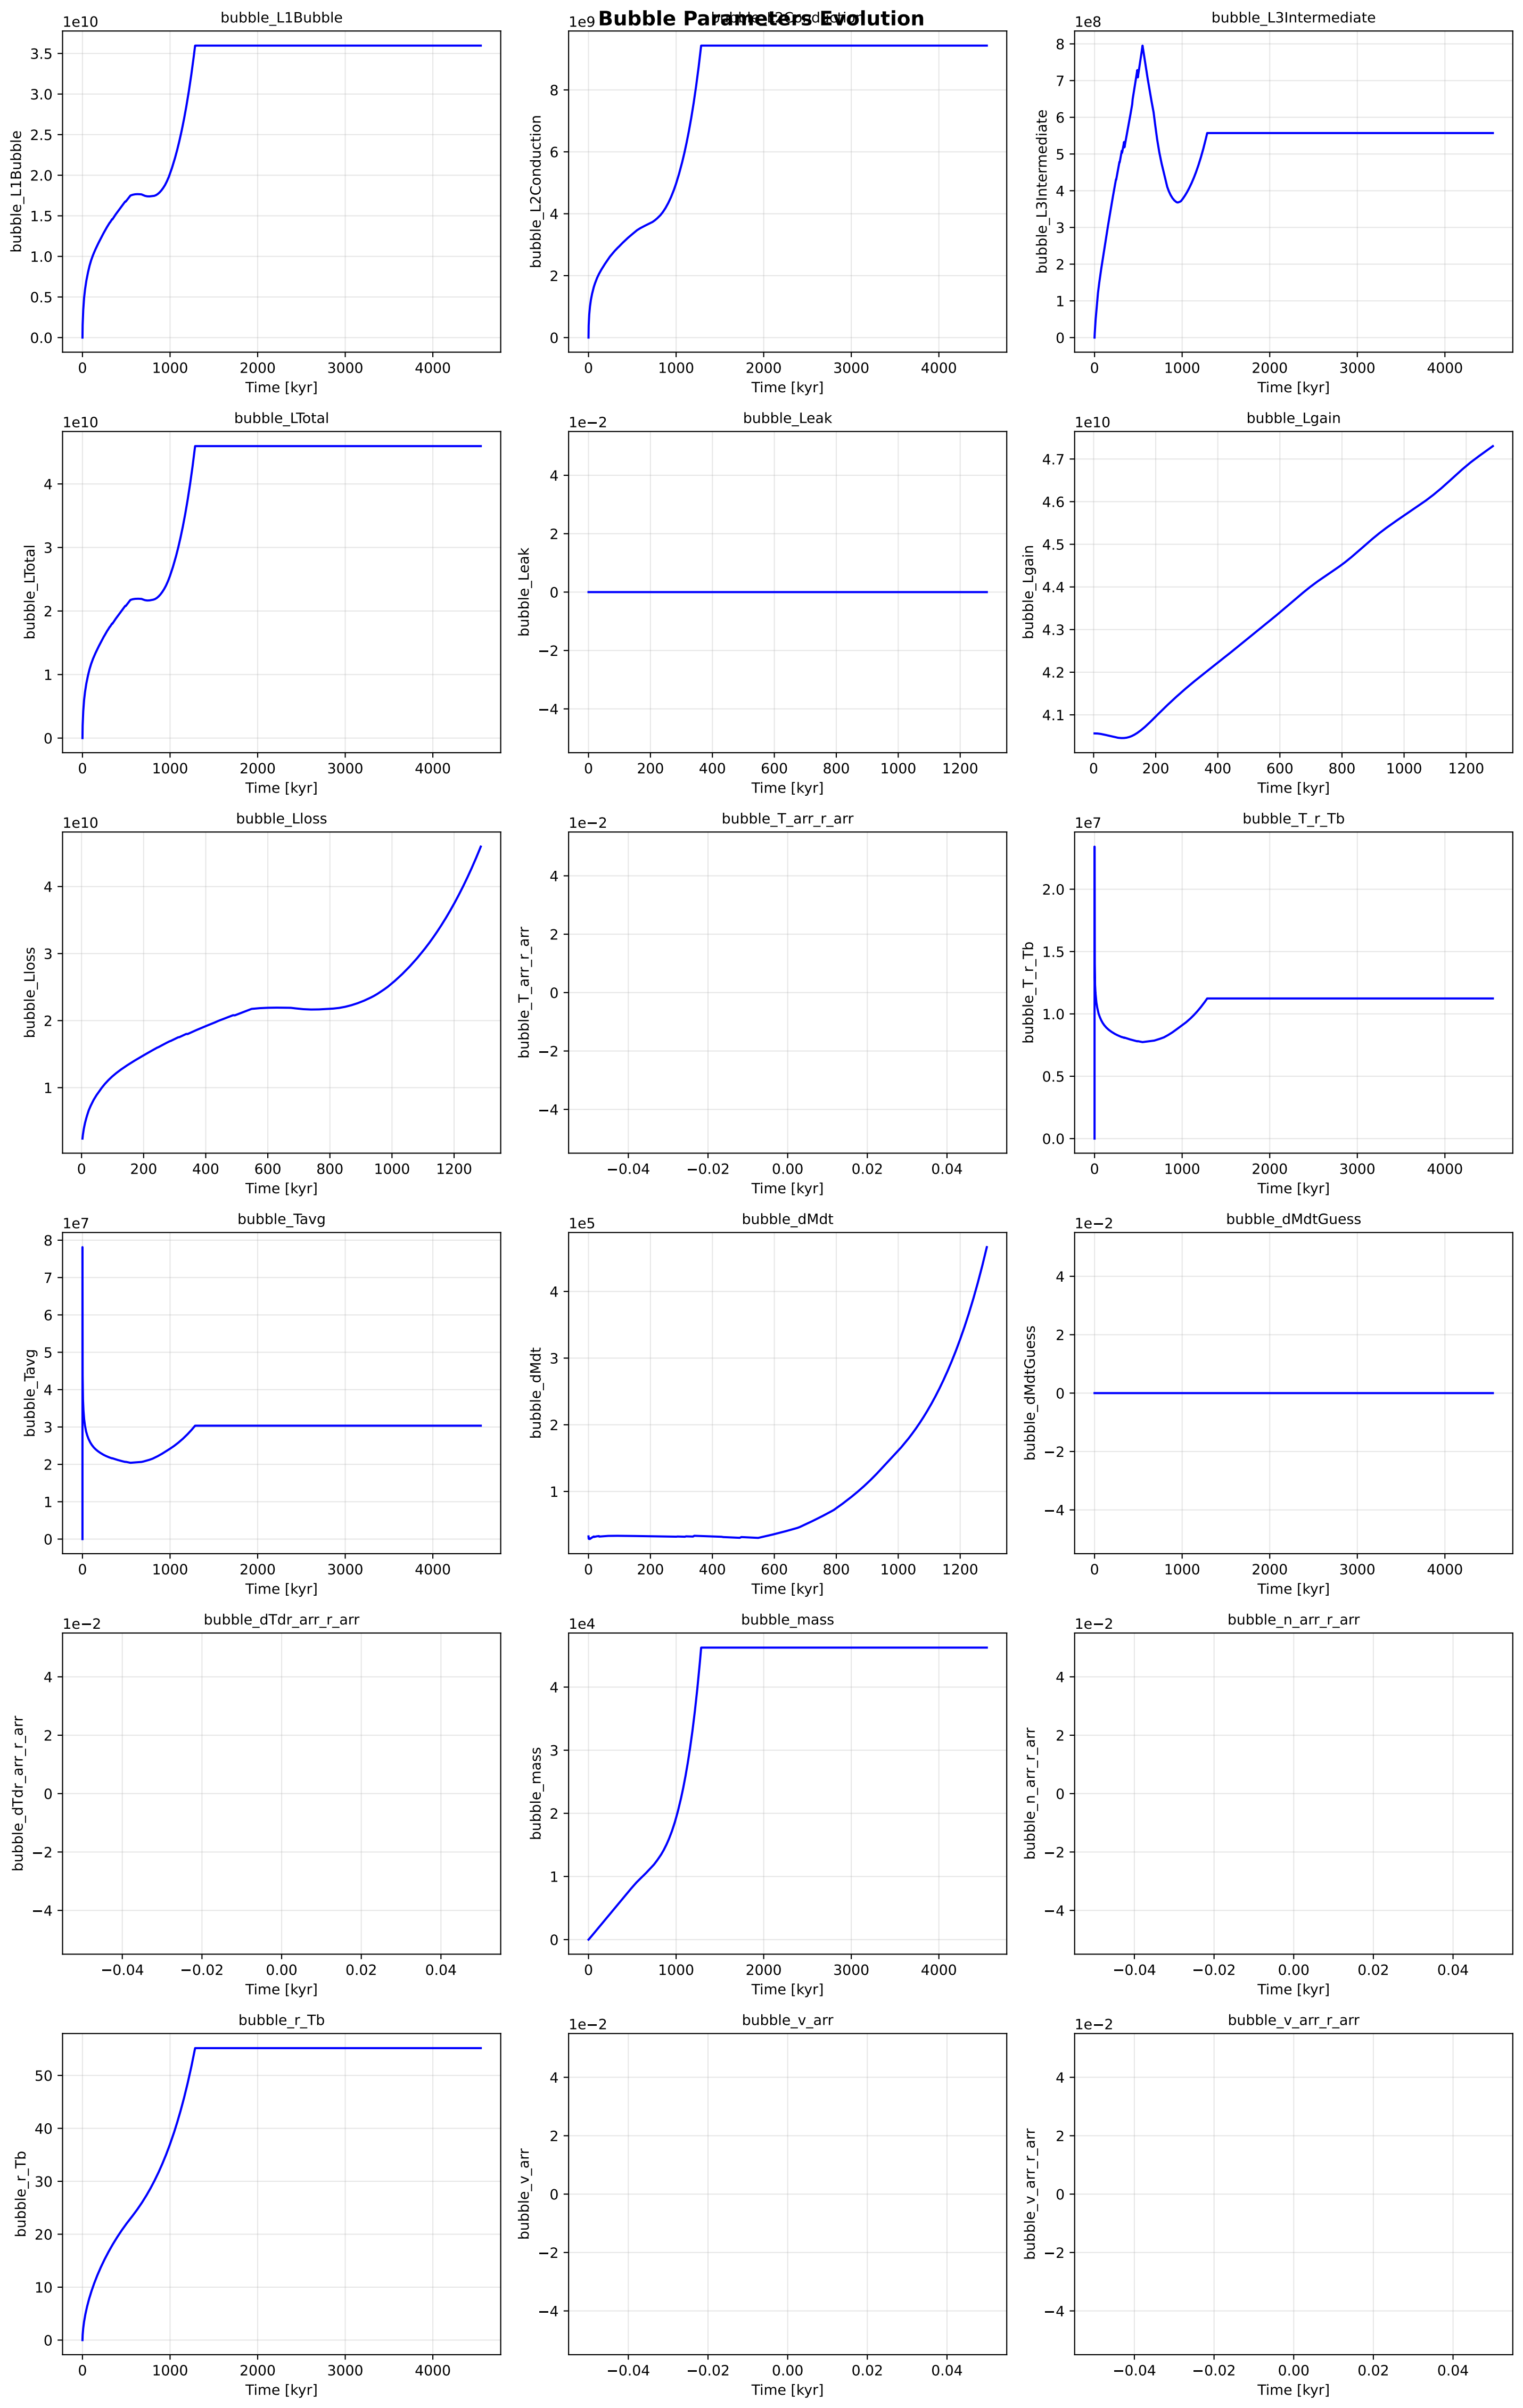 Bubble Parameters Evolution
bubble_L1Bubble
bubble_L2Conduction
bubble_L3Intermediate
1e10
1e9
1e8
3.5
3.0
2.5
2.0
1.5
1.0
0.5
0.0
bubble_L1Bubble
0 1000 2000 3000 4000
Time [kyr]
8
6
4
2
0
bubble_L2Conduction
0 1000 2000 3000 4000
Time [kyr]
8
7
6
5
4
3
2
1
0
bubble_L3Intermediate
0 1000 2000 3000 4000
Time [kyr]
bubble_LTotal
1e10
4
3
2
1
0
bubble_LTotal
0 1000 2000 3000 4000
Time [kyr]
bubble_Leak
1e−2
4
2
0
−2
−4
bubble_Leak
0 200 400 600 800 1000 1200
Time [kyr]
bubble_Lgain
1e10
4.7
4.6
4.5
4.4
4.3
4.2
4.1
bubble_Lgain
0 200 400 600 800 1000 1200
Time [kyr]
bubble_Lloss
1e10
4
3
2
1
bubble_Lloss
0 200 400 600 800 1000 1200
Time [kyr]
bubble_T_arr_r_arr
1e−2
4
2
0
−2
−4
bubble_T_arr_r_arr
−0.04 −0.02 0.00 0.02 0.04
Time [kyr]
bubble_T_r_Tb
1e7
2.0
1.5
1.0
0.5
0.0
bubble_T_r_Tb
0 1000 2000 3000 4000
Time [kyr]
bubble_Tavg
1e7
8
7
6
5
4
3
2
1
0
bubble_Tavg
0 1000 2000 3000 4000
Time [kyr]
bubble_dMdt
1e5
4
3
2
1
bubble_dMdt
0 200 400 600 800 1000 1200
Time [kyr]
bubble_dMdtGuess
1e−2
4
2
0
−2
−4
bubble_dMdtGuess
0 1000 2000 3000 4000
Time [kyr]
bubble_dTdr_arr_r_arr
1e−2
4
2
0
−2
−4
bubble_dTdr_arr_r_arr
−0.04 −0.02 0.00 0.02 0.04
Time [kyr]
bubble_mass
1e4
4
3
2
1
0
bubble_mass
0 1000 2000 3000 4000
Time [kyr]
bubble_n_arr_r_arr
1e−2
4
2
0
−2
−4
bubble_n_arr_r_arr
−0.04 −0.02 0.00 0.02 0.04
Time [kyr]
bubble_r_Tb
50
40
30
20
10
0
bubble_r_Tb
0 1000 2000 3000 4000
Time [kyr]
bubble_v_arr
1e−2
4
2
0
−2
−4
bubble_v_arr
−0.04 −0.02 0.00 0.02 0.04
Time [kyr]
bubble_v_arr_r_arr
1e−2
4
2
0
−2
−4
bubble_v_arr_r_arr
−0.04 −0.02 0.00 0.02 0.04
Time [kyr]